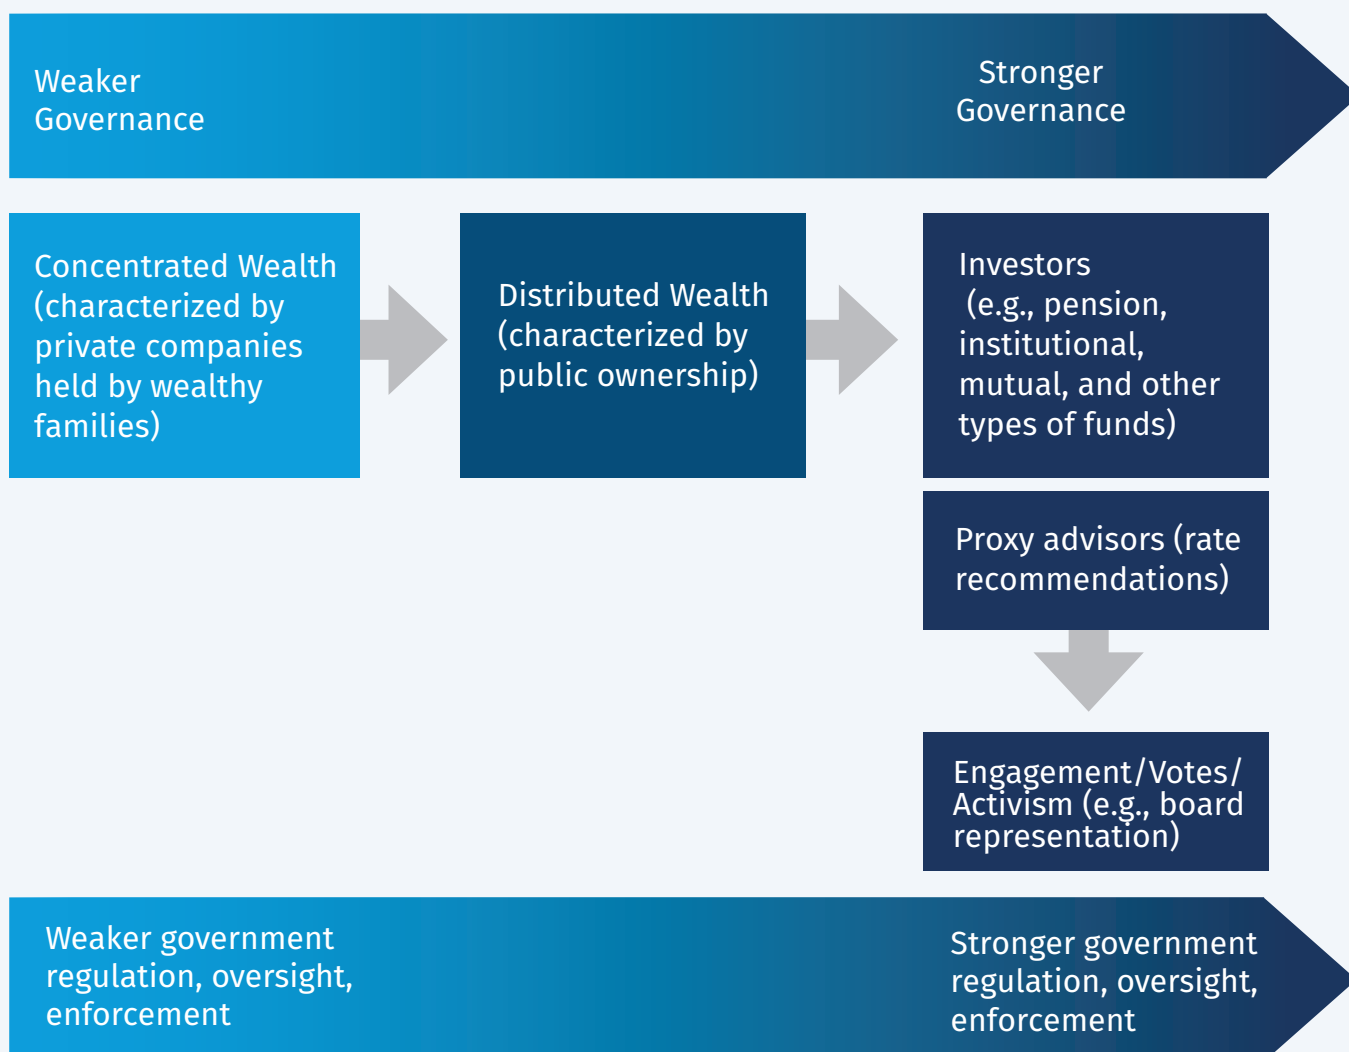 Weaker
Governance
Stronger
Governance
Concentrated Wealth
(characterized by
private companies
held by wealthy
families)
Distributed Wealth
(characterized by
public ownership)
Investors
(e.g., pension,
institutional,
mutual, and other
types of funds)
Proxy advisors (rate
recommendations)
Engagement/Votes/
Activism (e.g., board
representation)
Weaker government
regulation, oversight,
enforcement
Stronger government
regulation, oversight,
enforcement